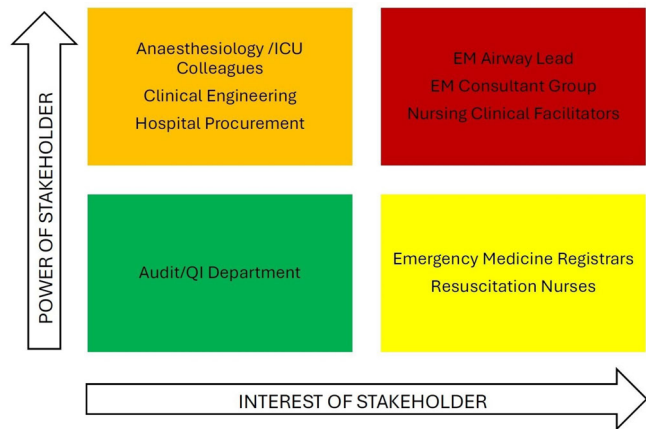 Anaesthesiology /ICU
Colleagues
Clinical Engineering
Hospital Procurement
EM Airway Lead
EM Consultant Group
Nursing Clinical Facilitators
POWER OF STAKEHOLDER
Audit/QI Department
Emergency Medicine Registrars
Resuscitation Nurses
INTEREST OF STAKEHOLDER